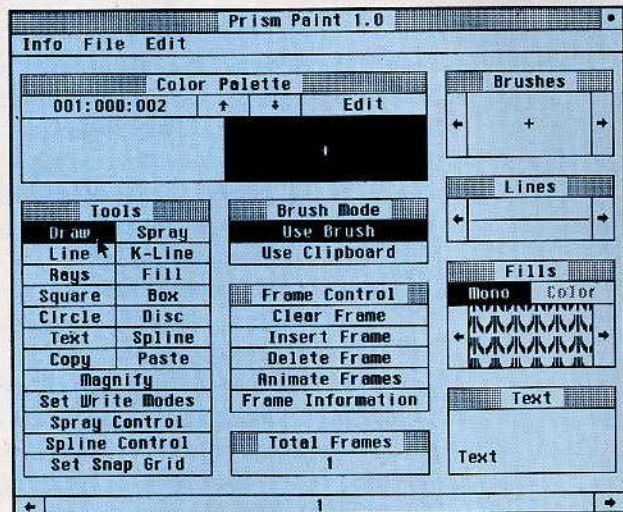 Prism Paint 1.0
Info File Edit
Color Palette
001:000:002 Edit
Brushes
Lines
Tools
Draw Spray
Line K-Line
Rays Fill
Square Box
Circle Disc
Text Spline
Copy Paste
Magnify
Set Write Modes
Spray Control
Spline Control
Set Snap Grid
Brush Mode
Use Brush
Use Clipboard
Frame Control
Clear Frame
Insert Frame
Delete Frame
Animate Frames
Frame Information
Total Frames
1
Fills
Mono Color
Text
Text
1